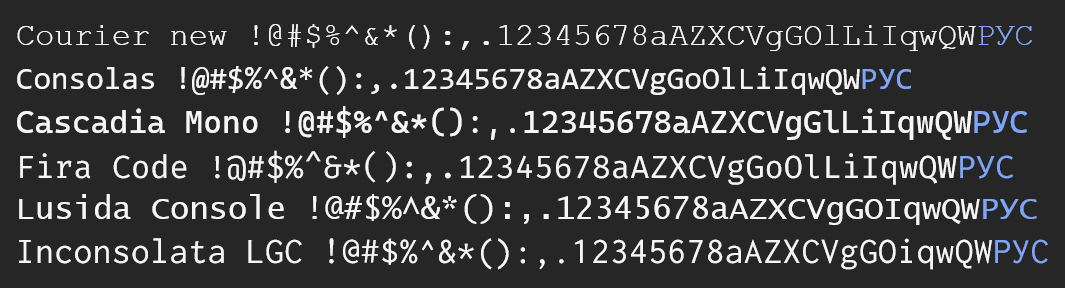 Courier new !@#$%^&*():,.12345678aAZXCVgGOlLiIqwQWРУС
Consolas !@#$%^&*():,.12345678aAZXCVgGoOlLiIqwQWРУС
Cascadia Mono !@#$%^&*():,.12345678aAZXCVgGlLiIqwQWРУС
Fira Code !@#$%^&*():,.12345678aAZXCVgGoOlLiIqwQWРУС
Lusida Console !@#$%^&*():,.12345678aAZXCVgGOIqwQWРУС
Inconsolata LGC !@#$%^&*():,.12345678aAZXCVgGOiqwQWРУС